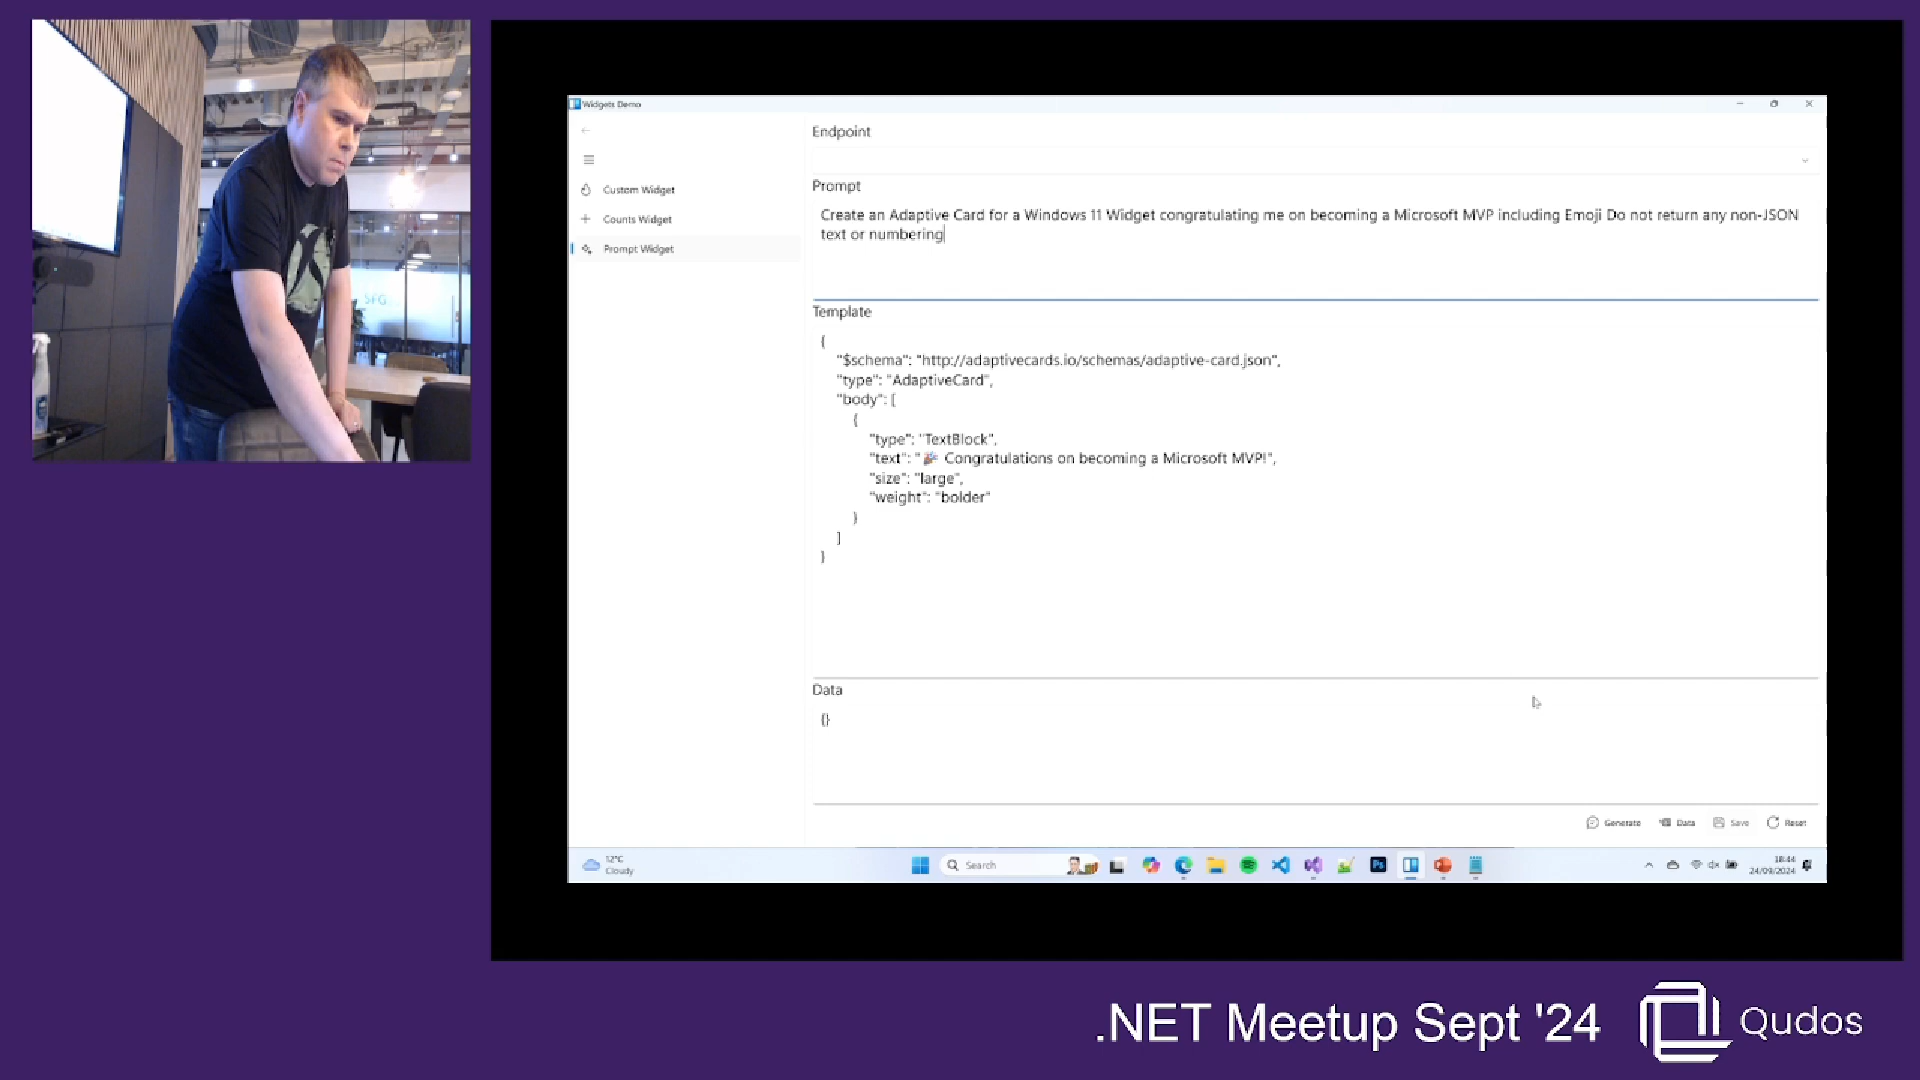 SFG
Widgets Demo
Custom Widget
Counts Widget
Prompt Widget
Endpoint
Prompt
Create an Adaptive Card for a Windows 11 Widget congratulating me on becoming a Microsoft MVP including Emoji Do not return any non-JSON
text or numbering
Template
{
"$schema": "http://adaptivecards.io/schemas/adaptive-card.json",
"type": "AdaptiveCard",
"body": [
{
"type": "TextBlock",
"text": "🎉 Congratulations on becoming a Microsoft MVP!",
"size": "large",
"weight": "bolder"
}
]
}
Data
{}
Generate Data Save Reset
12°C
Cloudy
Search
Ps
18:44
24/09/2024
.NET Meetup Sept '24
Qudos